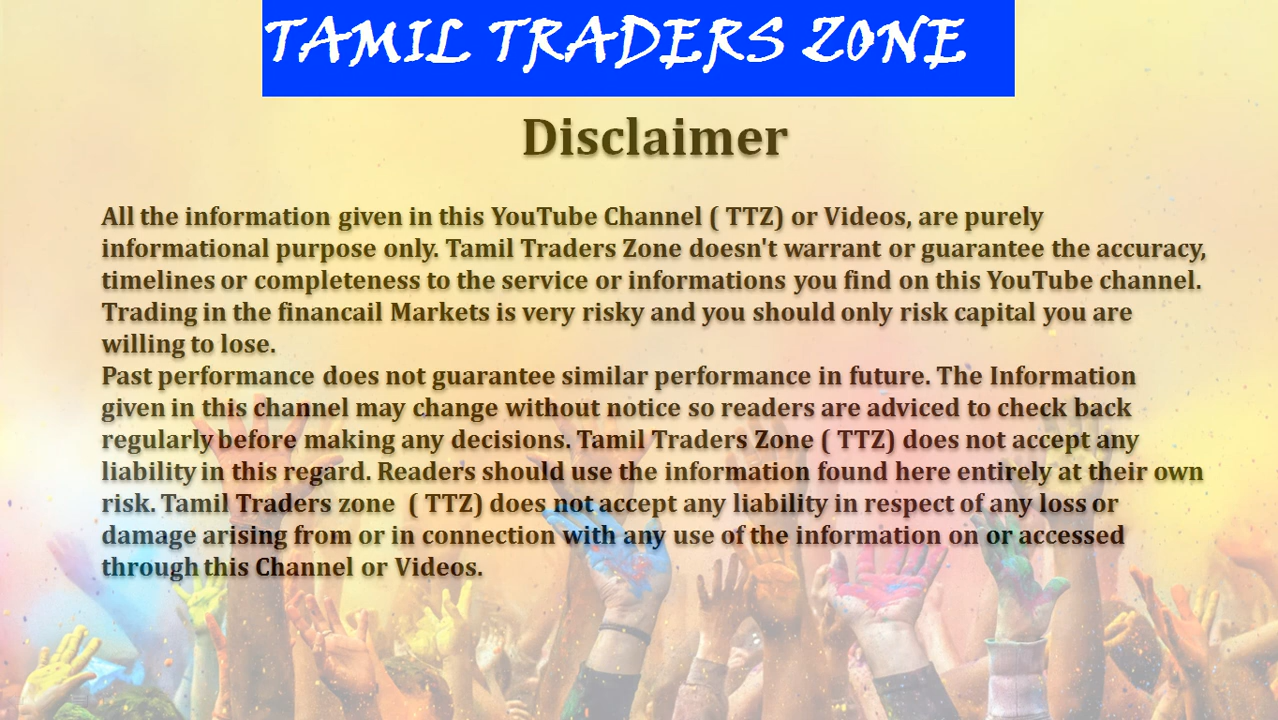 TAMIL TRADERS ZONE
Disclaimer
All the information given in this YouTube Channel ( TTZ) or Videos, are purely
informational purpose only. Tamil Traders Zone doesn't warrant or guarantee the accuracy,
timelines or completeness to the service or informations you find on this YouTube channel.
Trading in the financail Markets is very risky and you should only risk capital you are
willing to lose.
Past performance does not guarantee similar performance in future. The Information
given in this channel may change without notice so readers are adviced to check back
regularly before making any decisions. Tamil Traders Zone ( TTZ) does not accept any
liability in this regard. Readers should use the information found here entirely at their own
risk. Tamil Traders zone  ( TTZ) does not accept any liability in respect of any loss or
damage arising from or in connection with any use of the information on or accessed
through this Channel or Videos.